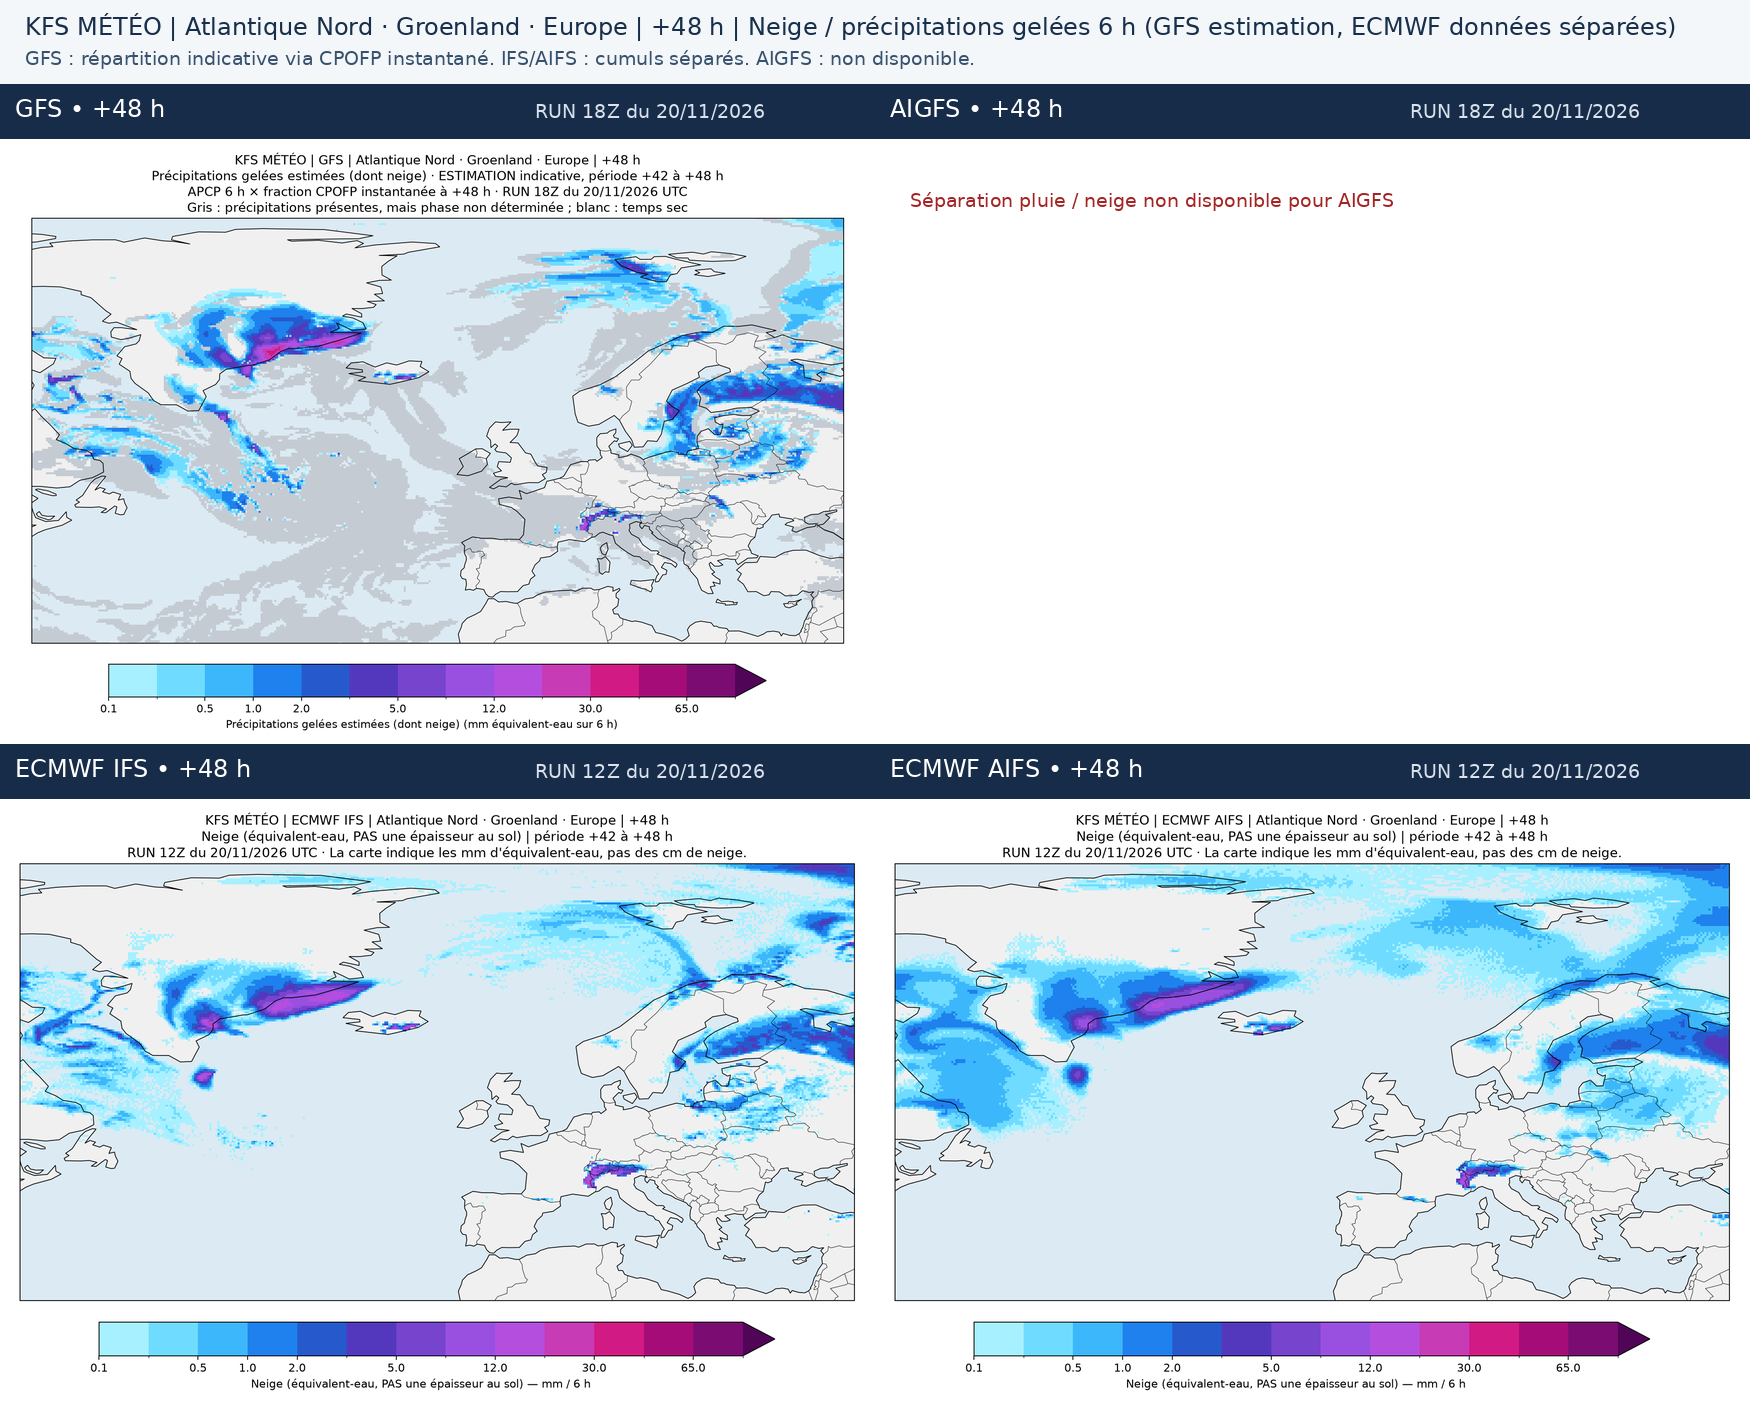 KFS MÉTÉO | Atlantique Nord · Groenland · Europe | +48 h | Neige / précipitations gelées 6 h (GFS estimation, ECMWF données séparées)
GFS : répartition indicative via CPOFP instantané. IFS/AIFS : cumuls séparés. AIGFS : non disponible.
GFS • +48 h
RUN 18Z du 20/11/2026
AIGFS • +48 h
RUN 18Z du 20/11/2026
KFS MÉTÉO | GFS | Atlantique Nord · Groenland · Europe | +48 h
Précipitations gelées estimées (dont neige) · ESTIMATION indicative, période +42 à +48 h
APCP 6 h × fraction CPOFP instantanée à +48 h · RUN 18Z du 20/11/2026 UTC
Gris : précipitations présentes, mais phase non déterminée ; blanc : temps sec
Séparation pluie / neige non disponible pour AIGFS
0.1 0.5 1.0 2.0 5.0 12.0 30.0 65.0
Précipitations gelées estimées (dont neige) (mm équivalent-eau sur 6 h)
ECMWF IFS • +48 h
RUN 12Z du 20/11/2026
ECMWF AIFS • +48 h
RUN 12Z du 20/11/2026
KFS MÉTÉO | ECMWF IFS | Atlantique Nord · Groenland · Europe | +48 h
Neige (équivalent-eau, PAS une épaisseur au sol) | période +42 à +48 h
RUN 12Z du 20/11/2026 UTC · La carte indique les mm d'équivalent-eau, pas des cm de neige.
KFS MÉTÉO | ECMWF AIFS | Atlantique Nord · Groenland · Europe | +48 h
Neige (équivalent-eau, PAS une épaisseur au sol) | période +42 à +48 h
RUN 12Z du 20/11/2026 UTC · La carte indique les mm d'équivalent-eau, pas des cm de neige.
0.1 0.5 1.0 2.0 5.0 12.0 30.0 65.0
Neige (équivalent-eau, PAS une épaisseur au sol) — mm / 6 h
0.1 0.5 1.0 2.0 5.0 12.0 30.0 65.0
Neige (équivalent-eau, PAS une épaisseur au sol) — mm / 6 h